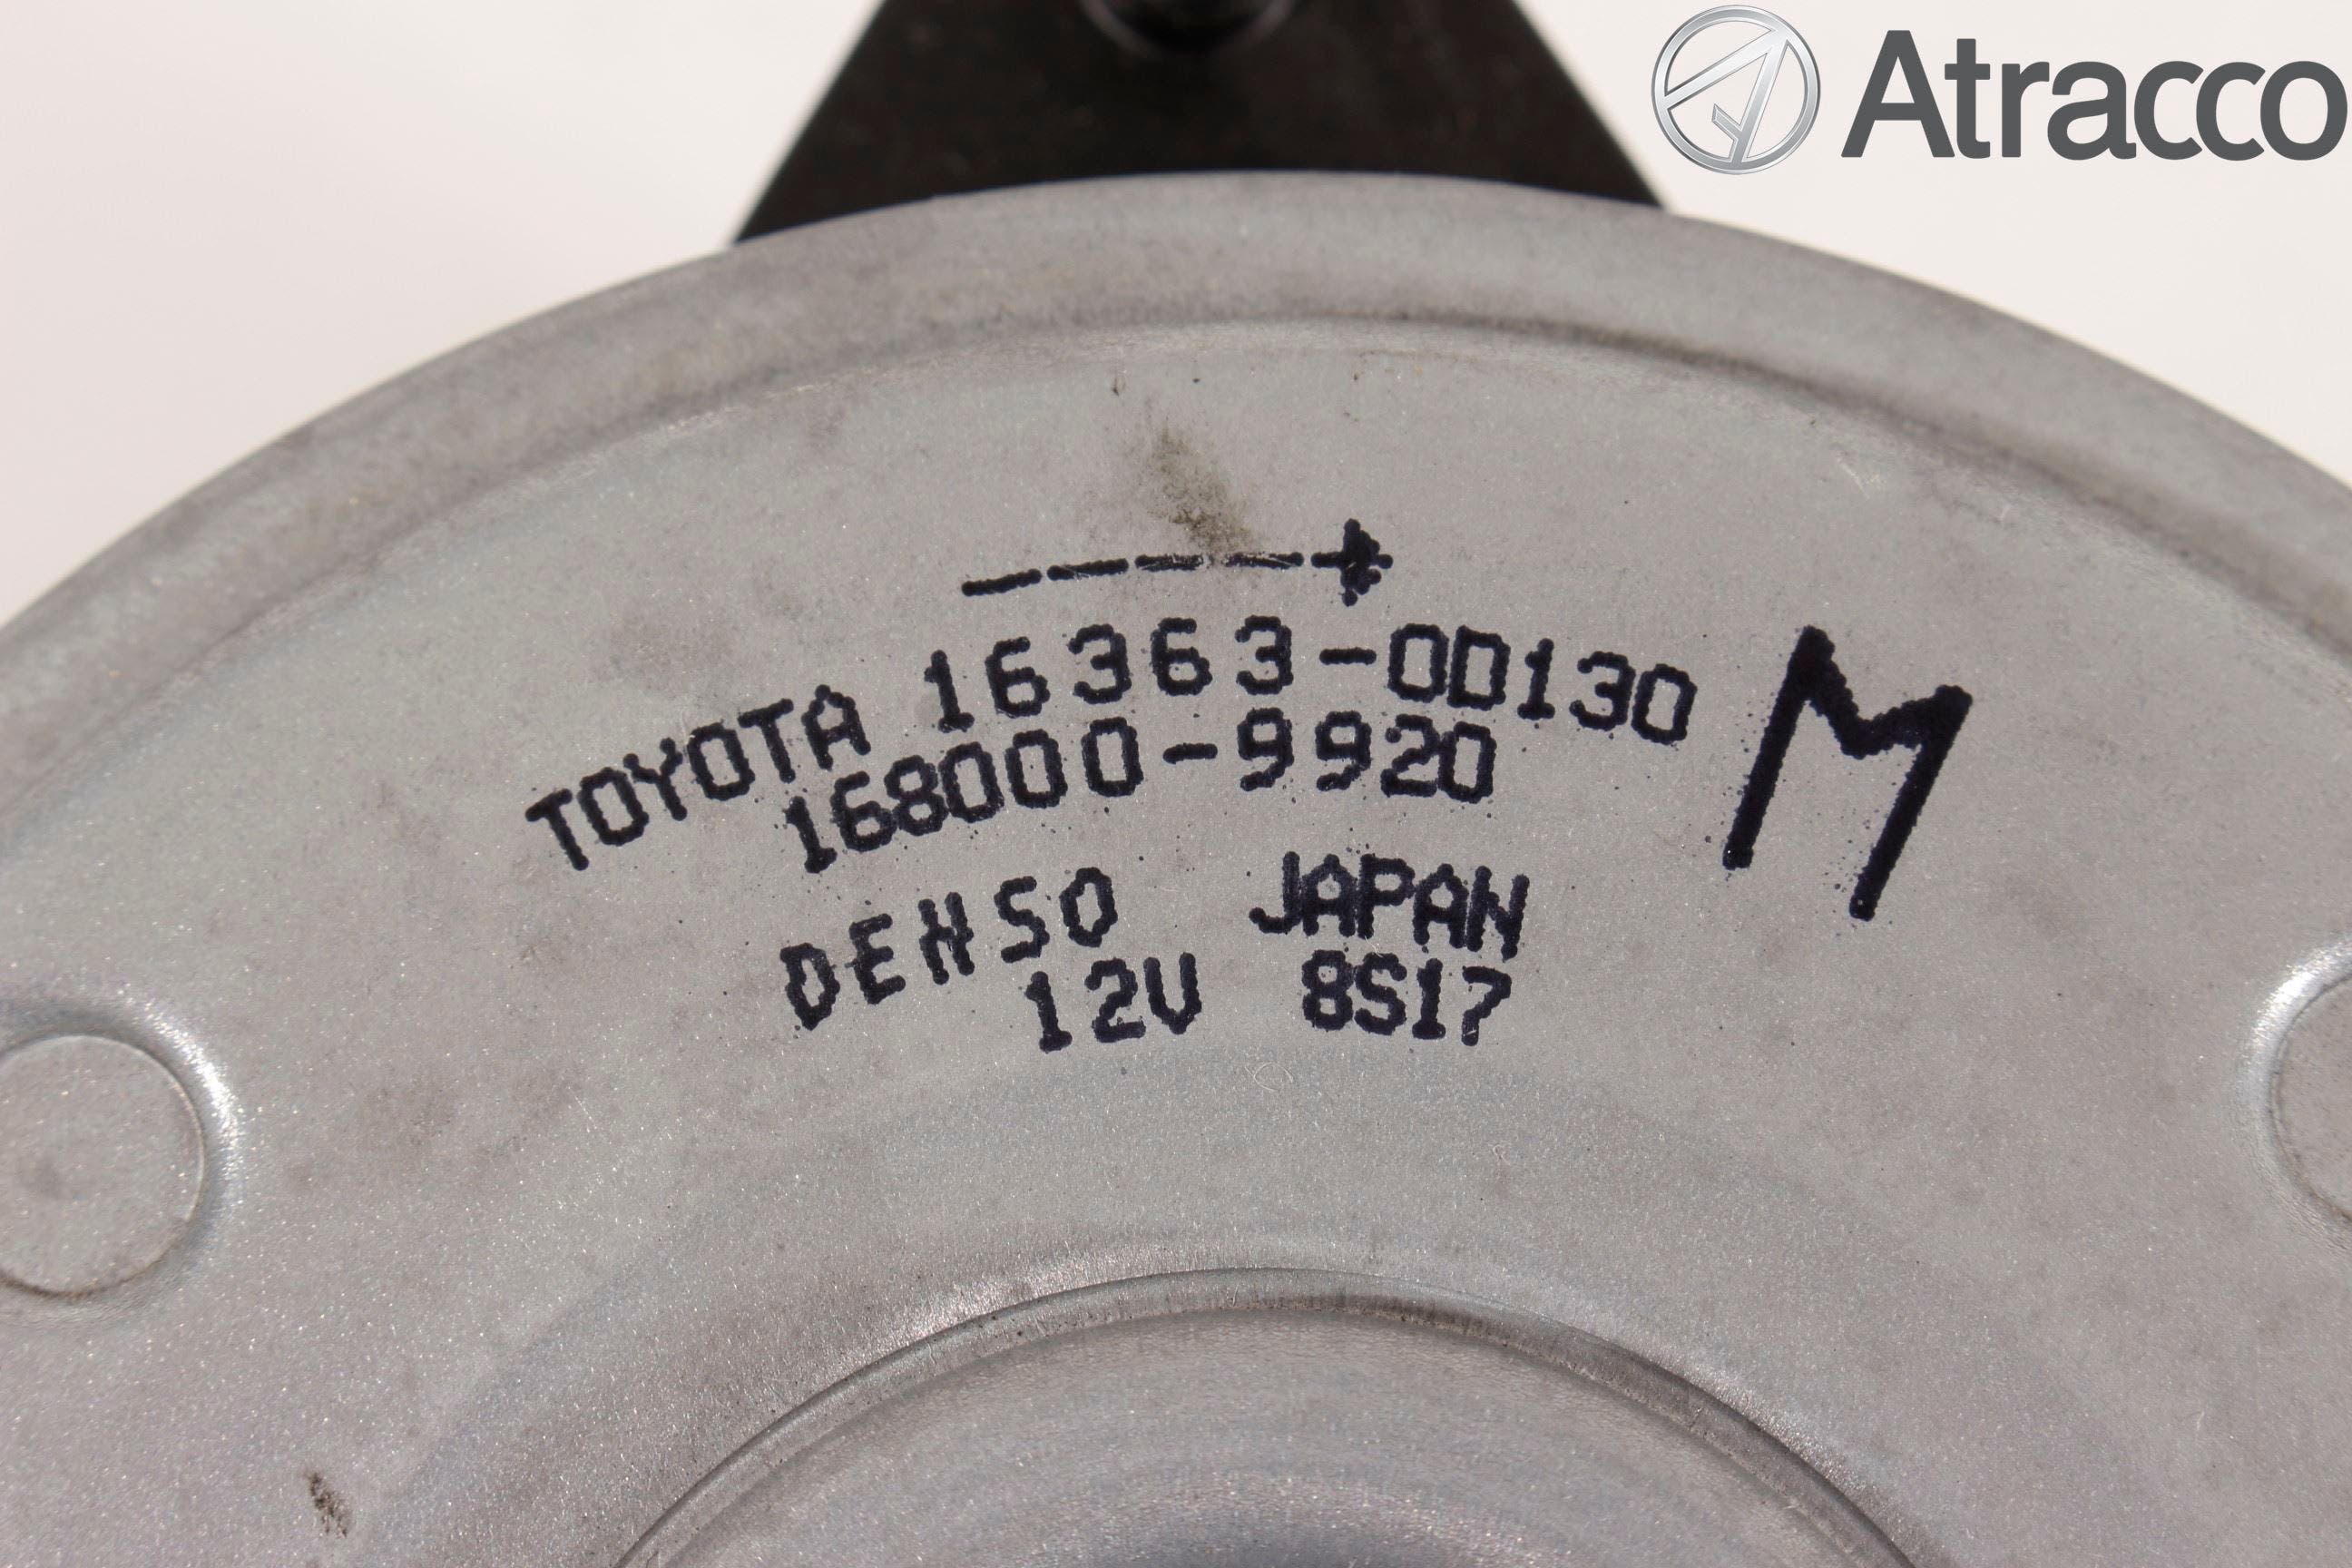 Atracco
TOYOTA 16363-0D130
168000-9920
M
DENSO JAPAN
12V 8S17